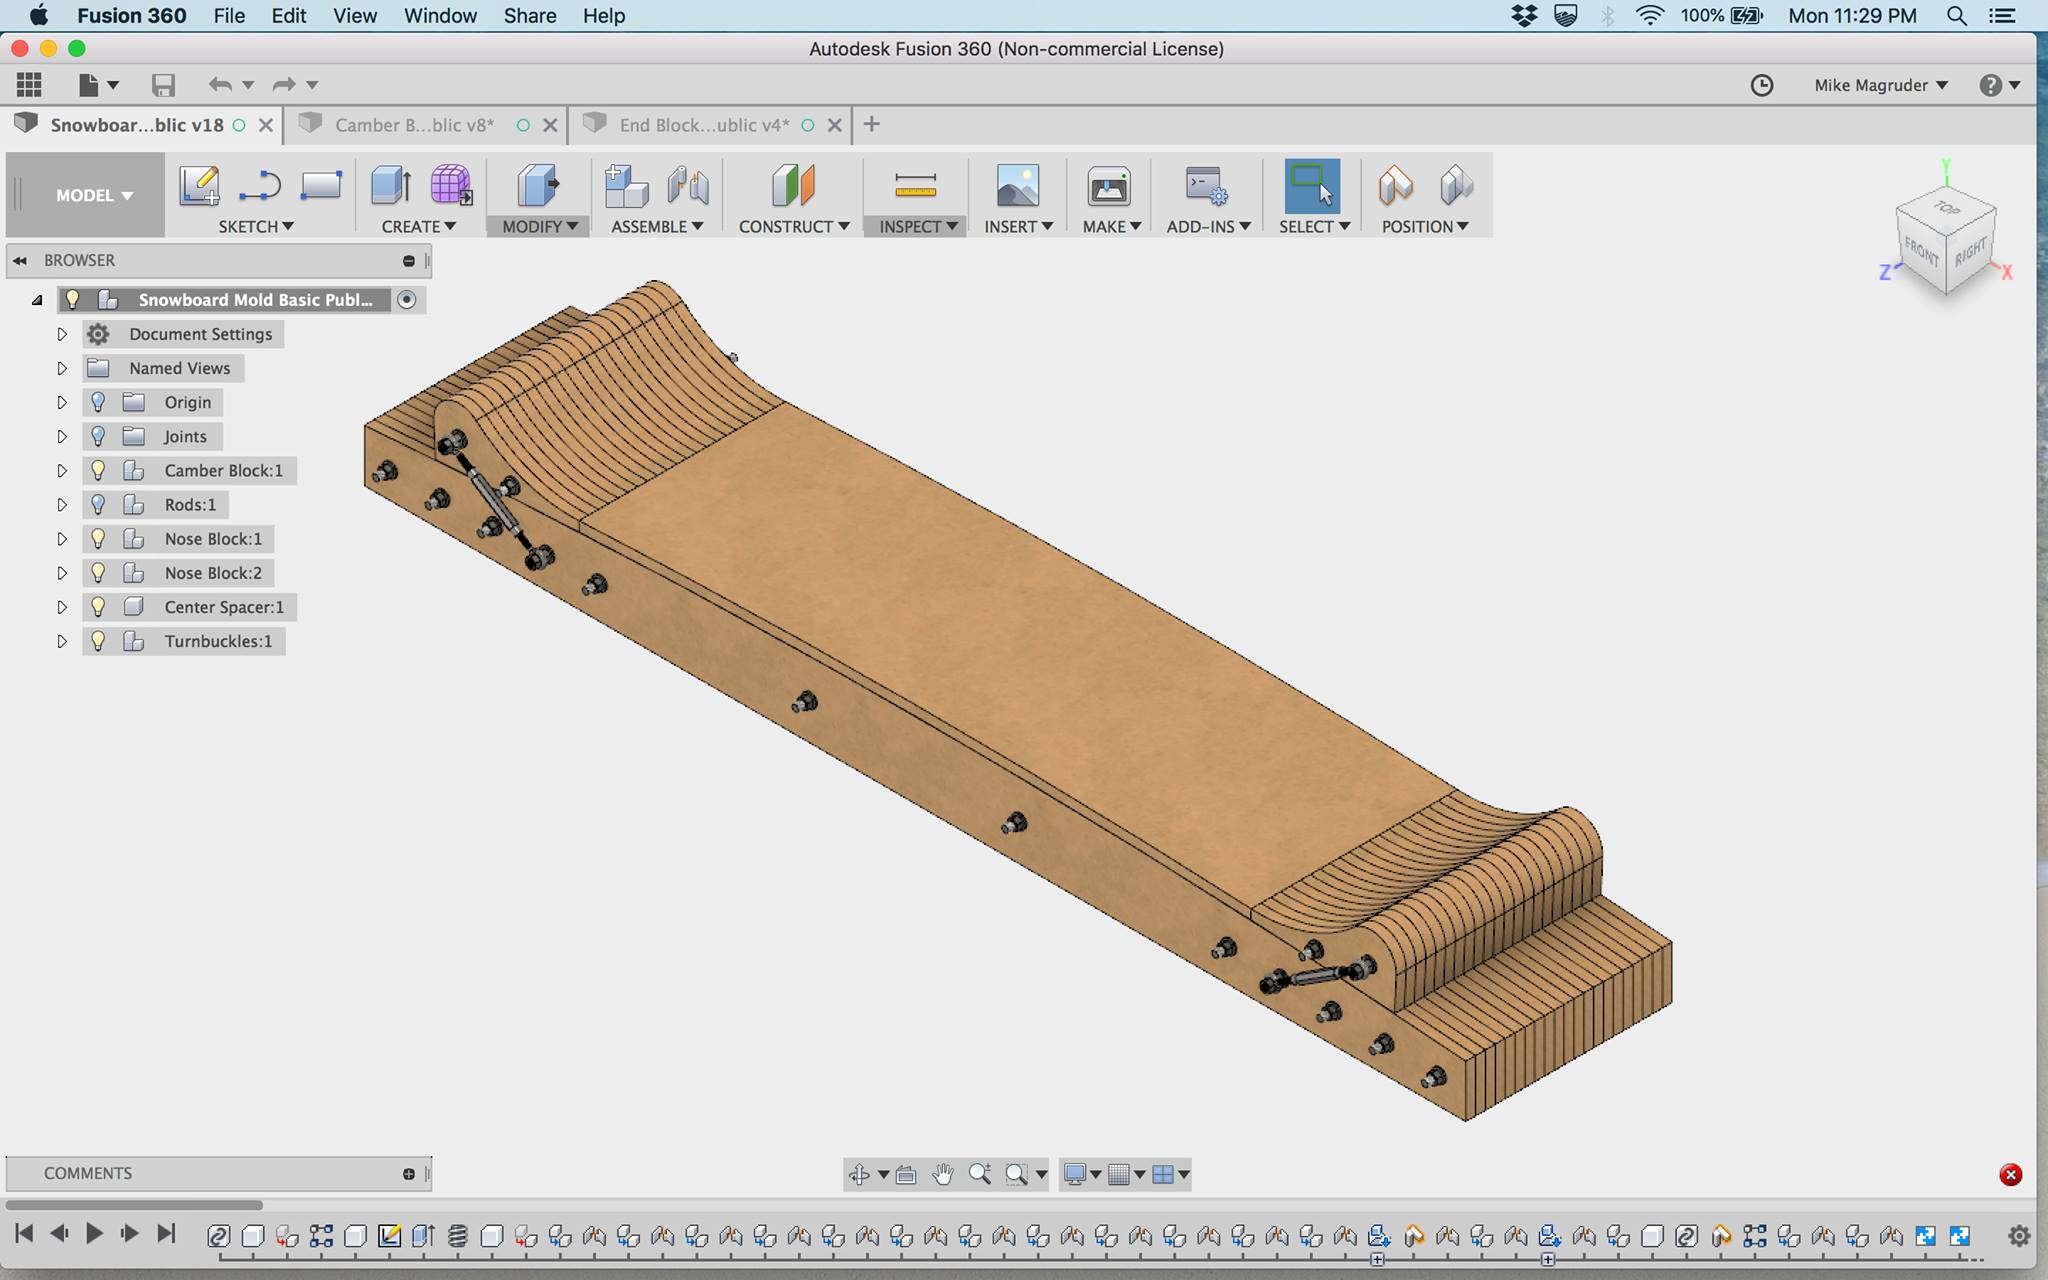 Fusion 360 File Edit View Window Share Help 100% Mon 11:29 PM
Autodesk Fusion 360 (Non-commercial License)
Mike Magruder
Snowboar...blic v18 Camber B...blic v8* End Block...ublic v4*
MODEL
SKETCH CREATE MODIFY ASSEMBLE CONSTRUCT INSPECT INSERT MAKE ADD-INS SELECT POSITION
Y
TOP
FRONT RIGHT
Z X
BROWSER
Snowboard Mold Basic Publ...
Document Settings
Named Views
Origin
Joints
Camber Block:1
Rods:1
Nose Block:1
Nose Block:2
Center Spacer:1
Turnbuckles:1
COMMENTS